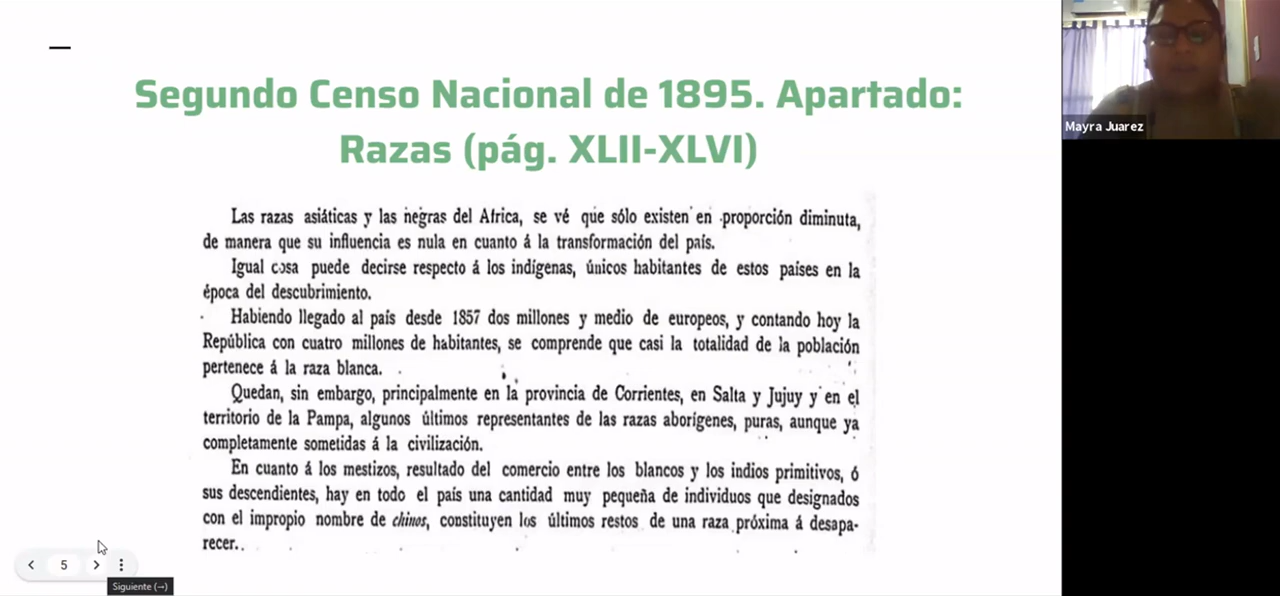 Segundo Censo Nacional de 1895. Apartado:
Razas (pág. XLII-XLVI)
Las razas asiáticas y las negras del Africa, se vé que sólo existen en proporción diminuta,
de manera que su influencia es nula en cuanto á la transformación del país.
Igual cosa puede decirse respecto á los indígenas, únicos habitantes de estos países en la
época del descubrimiento.
Habiendo llegado al país desde 1857 dos millones y medio de europeos, y contando hoy la
República con cuatro millones de habitantes, se comprende que casi la totalidad de la población
pertenece á la raza blanca.
Quedan, sin embargo, principalmente en la provincia de Corrientes, en Salta y Jujuy y en el
territorio de la Pampa, algunos últimos representantes de las razas aborígenes, puras, aunque ya
completamente sometidas á la civilización.
En cuanto á los mestizos, resultado del comercio entre los blancos y los indios primitivos, ó
sus descendientes, hay en todo el país una cantidad muy pequeña de individuos que designados
con el impropio nombre de chinos, constituyen los últimos restos de una raza próxima á desapa-
recer.
5
Siguiente (→)
Mayra Juarez